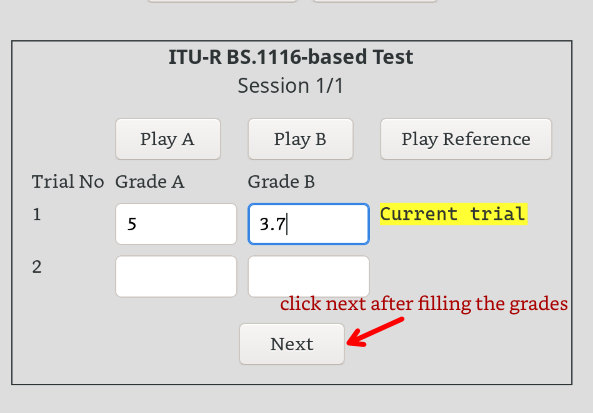 ITU-R BS.1116-based Test
Session 1/1
Play A Play B Play Reference
Trial No Grade A Grade B
1 5 3.7 Current trial
2
click next after filling the grades
Next